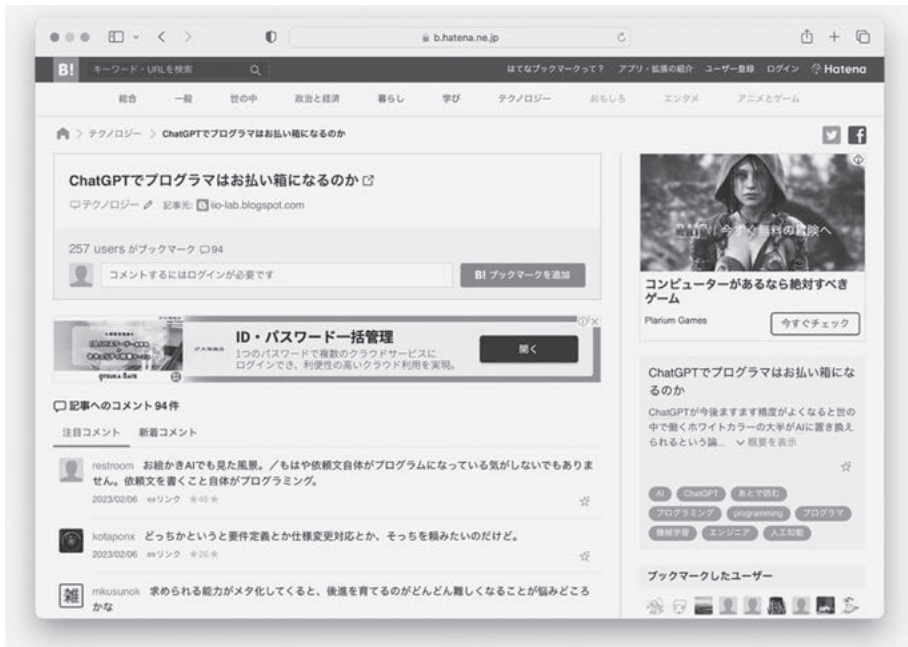 b.hatena.ne.jp
B! キーワード・URLを検索
はてなブックマークって？ アプリ・拡張の紹介 ユーザー登録 ログイン Hatena
総合 一般 世の中 政治と経済 暮らし 学び テクノロジー おもしろ エンタメ アニメとゲーム
テクノロジー ChatGPTでプログラマはお払い箱になるのか
ChatGPTでプログラマはお払い箱になるのか
テクノロジー 記事元: iio-lab.blogspot.com
257 users がブックマーク 94
コメントするにはログインが必要です
B! ブックマークを追加
ID・パスワード一括管理
1つのパスワードで複数のクラウドサービスに
ログインでき、利便性の高いクラウド利用を実現。
開く
OTSUKA GATE
記事へのコメント 94 件
注目コメント 新着コメント
restroom お絵かきAIでも見た風景。／もはや依頼文自体がプログラムになっている気がしないでもありま
せん。依頼文を書くこと自体がプログラミング。
2023/02/06 リンク ★40★
kotaponx どっちかというと要件定義とか仕様変更対応とか、そっちを頼みたいのだけど。
2023/02/06 リンク ★26★
雑
mkusunok 求められる能力がメタ化してくると、後進を育てるのがどんどん難しくなることが悩みどころ
かな
今すぐ無料の冒険へ
コンピューターがあるなら絶対すべき
ゲーム
Plarium Games
今すぐチェック
ChatGPTでプログラマはお払い箱にな
るのか
ChatGPTが今後ますます精度がよくなると世の
中で働くホワイトカラーの大半がAIに置き換え
られるという論... 概要を表示
AI ChatGPT あとで読む
プログラミング programming プログラマ
機械学習 エンジニア 人工知能
ブックマークしたユーザー